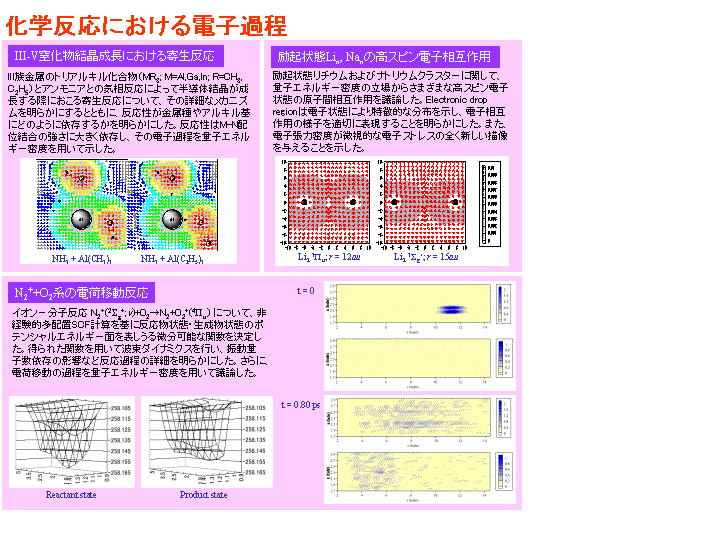 化学反応における電子過程
III-V窒化物結晶成長における寄生反応
III族金属のトリアルキル化合物(MR3; M=Al,Ga,In; R=CH3,
C2H5)とアンモニアとの気相反応によって半導体結晶が成
長する際におこる寄生反応について、その詳細なメカニズ
ムを明らかにするとともに、反応性が金属種やアルキル基
にどのように依存するかを明らかにした。反応性はM-N配
位結合の強さに大きく依存し、その電子過程を量子エネル
ギー密度を用いて示した。
NH3 + Al(CH3)3
NH3 + Al(C2H5)3
励起状態Lin, Nanの高スピン電子相互作用
励起状態リチウムおよびナトリウムクラスターに関して、
量子エネルギー密度の立場からさまざまな高スピン電子
状態の原子間相互作用を議論した。Electronic drop
regionは電子状態により特徴的な分布を示し、電子相互
作用の様子を適切に表現することを明らかにした。また、
電子張力密度が微視的な電子ストレスの全く新しい描像
を与えることを示した。
N2++O2系の電荷移動反応
イオン－分子反応 N2+(2Σg+; ν)+O2→N2+O2+(4Πu) について、非
経験的多配置SCF計算を基に反応物状態・生成物状態のポ
テンシャルエネルギー面を表しうる微分可能な関数を決定し
た。得られた関数を用いて波束ダイナミクスを行い、振動量
子数依存の影響など反応過程の詳細を明らかにした。さらに、
電荷移動の過程を量子エネルギー密度を用いて議論した。
258.105
258.115
258.125
258.135
258.145
258.155
258.165
Reactant state
258.105
258.115
258.125
258.135
258.145
258.155
258.165
Product state
t = 0
t = 0.80 ps